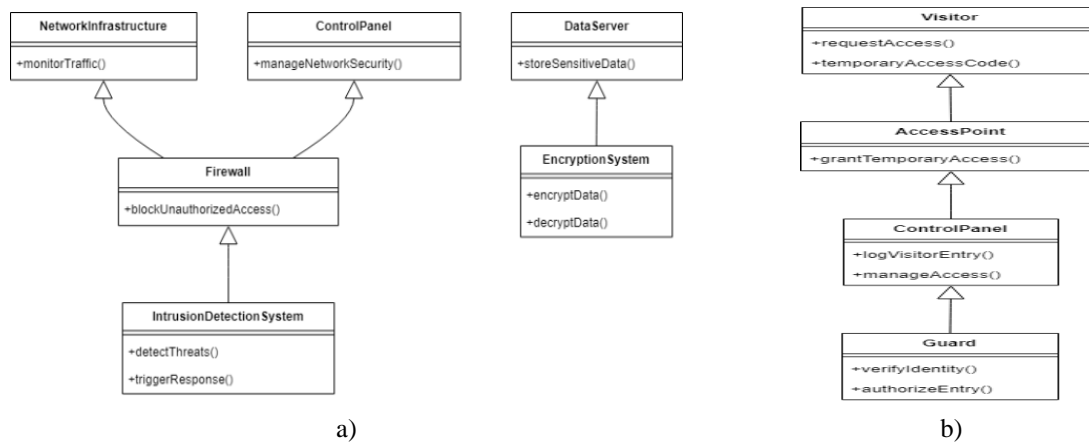 NetworkInfrastructure
+monitorTraffic()
ControlPanel
+manageNetworkSecurity()
DataServer
+storeSensitiveData()
Firewall
+blockUnauthorizedAccess()
EncryptionSystem
+encryptData()
+decryptData()
IntrusionDetectionSystem
+detectThreats()
+triggerResponse()
a)
Visitor
+requestAccess()
+temporaryAccessCode()
AccessPoint
+grantTemporaryAccess()
ControlPanel
+logVisitorEntry()
+manageAccess()
Guard
+verifyIdentity()
+authorizeEntry()
b)